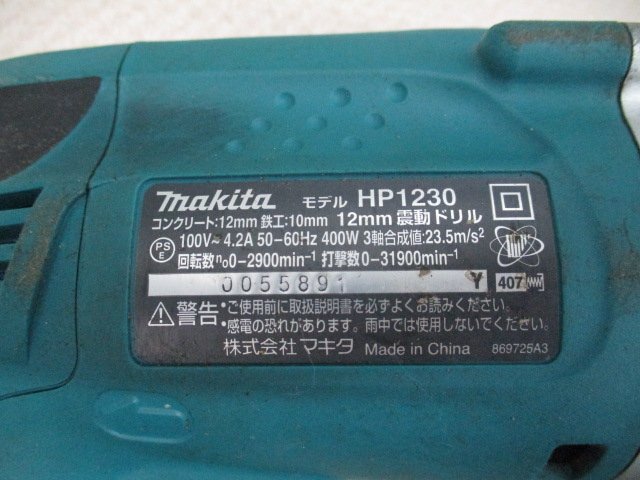 makita モデル HP1230
コンクリート:12mm 鉄工:10mm 12mm 震動ドリル
PS E 100V~ 4.2A 50-60Hz 400W 3軸合成値:23.5m/s²
回転数 n₀0-2900min⁻¹ 打撃数 0-31900min⁻¹
0055891 Y 407
⚠警告 •ご使用前に取扱説明書を必ずよくお読みください。
•感電の恐れがあります。雨中では使用しないでください。
株式会社 マキタ Made in China 869725A3